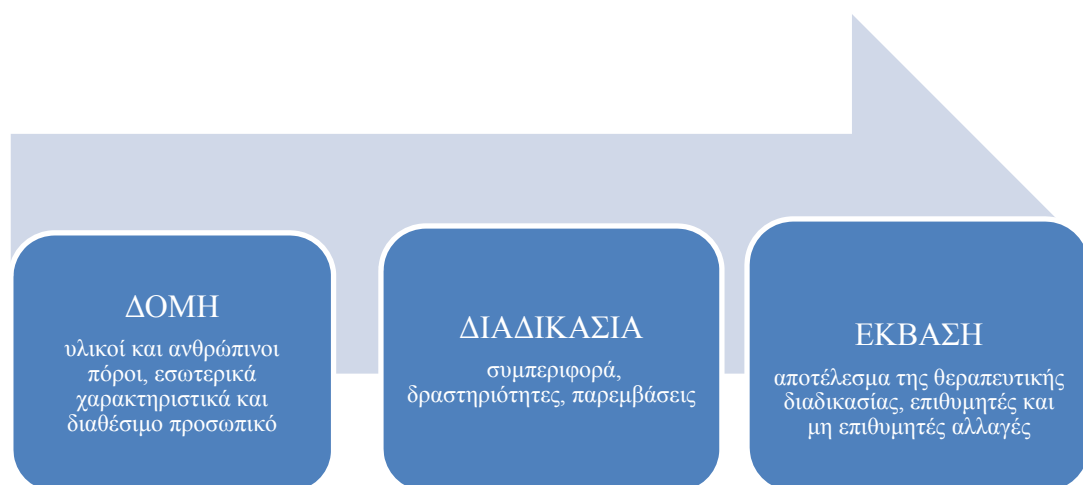 ΔΟΜΗ
υλικοί και ανθρώπινοι
πόροι, εσωτερικά
χαρακτηριστικά και
διαθέσιμο προσωπικό
ΔΙΑΔΙΚΑΣΙΑ
συμπεριφορά,
δραστηριότητες, παρεμβάσεις
ΕΚΒΑΣΗ
αποτέλεσμα της θεραπευτικής
διαδικασίας, επιθυμητές και
μη επιθυμητές αλλαγές